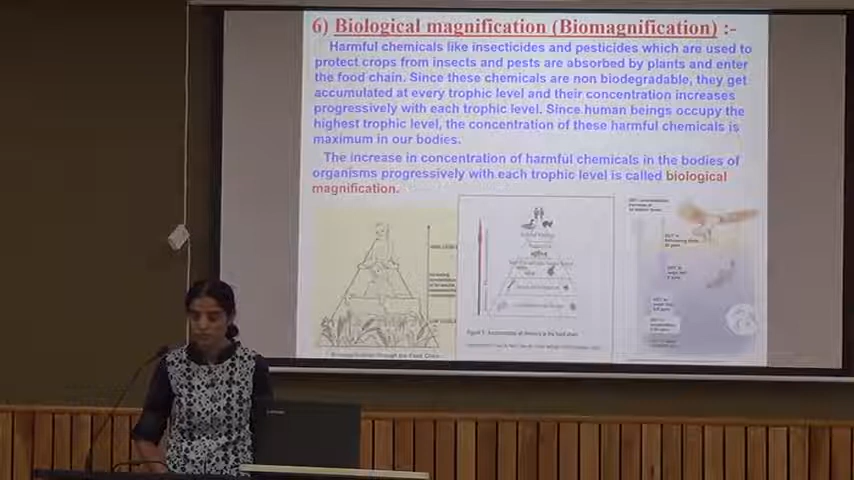 6) Biological magnification (Biomagnification) :-
Harmful chemicals like insecticides and pesticides which are used to
protect crops from insects and pests are absorbed by plants and enter
the food chain. Since these chemicals are non biodegradable, they get
accumulated at every trophic level and their concentration increases
progressively with each trophic level. Since human beings occupy the
highest trophic level, the concentration of these harmful chemicals is
maximum in our bodies.
The increase in concentration of harmful chemicals in the bodies of
organisms progressively with each trophic level is called biological
magnification.